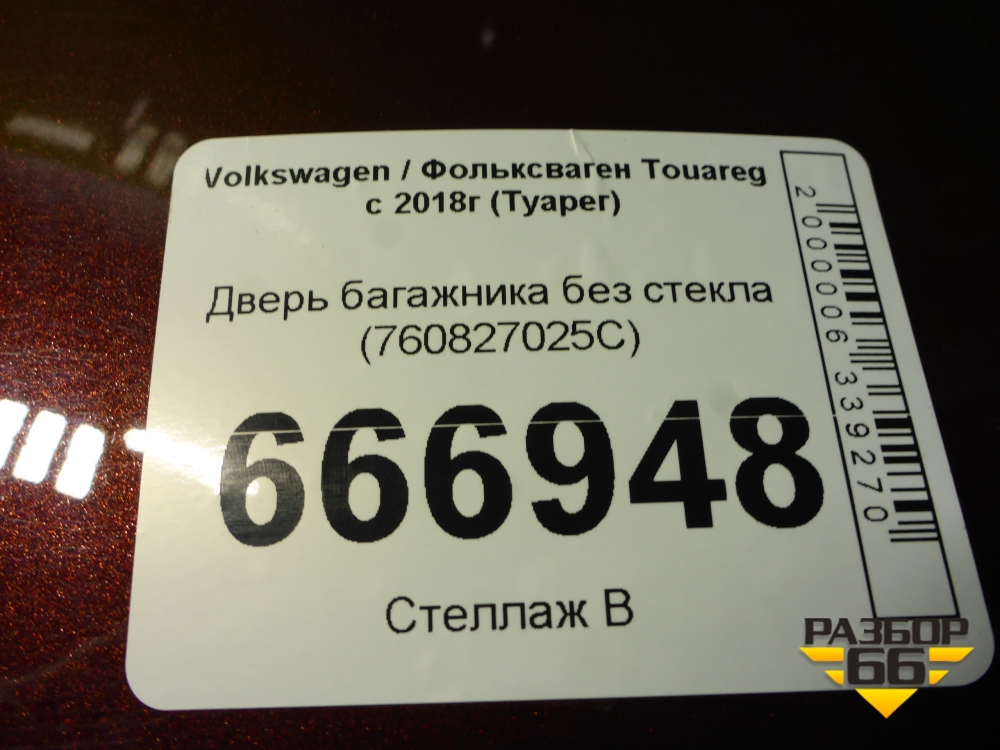 Volkswagen / Фольксваген Touareg
с 2018г (Туарег)
Дверь багажника без стекла
(760827025C)
666948
Стеллаж В
2000006339270
РАЗБОР
66